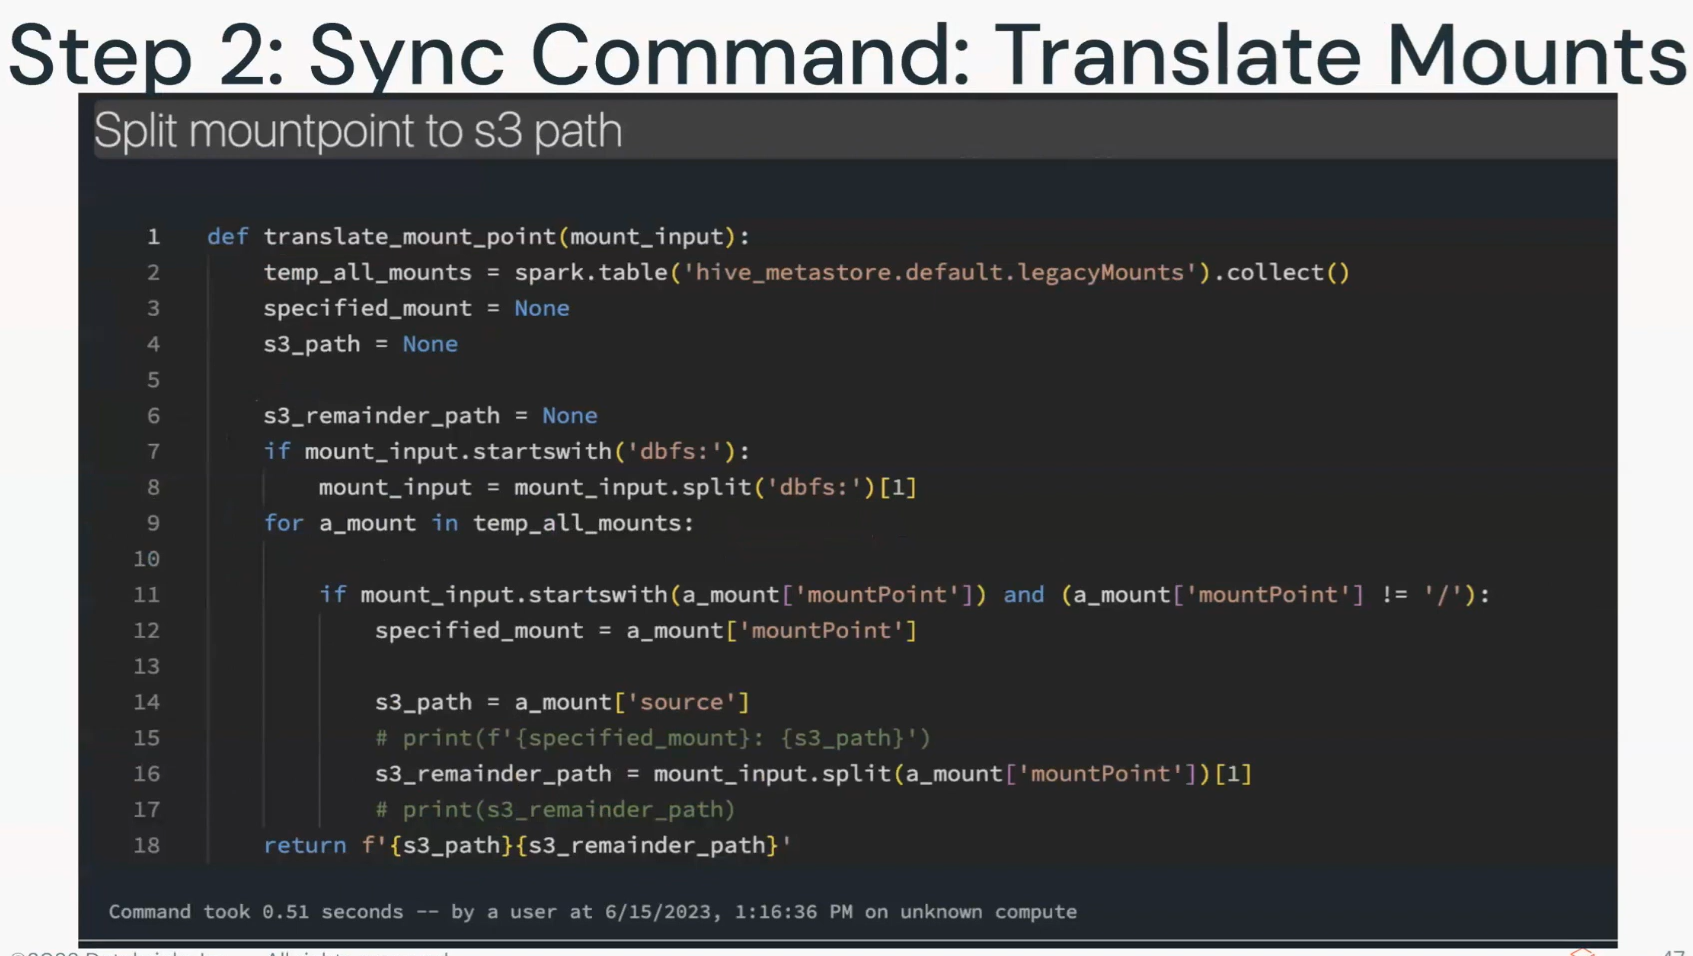 Step 2: Sync Command: Translate Mounts
Split mountpoint to s3 path
1 def translate_mount_point(mount_input):
2 temp_all_mounts = spark.table('hive_metastore.default.legacyMounts').collect()
3 specified_mount = None
4 s3_path = None
5
6 s3_remainder_path = None
7 if mount_input.startswith('dbfs:'):
8 mount_input = mount_input.split('dbfs:')[1]
9 for a_mount in temp_all_mounts:
10
11 if mount_input.startswith(a_mount['mountPoint']) and (a_mount['mountPoint'] != '/'):
12 specified_mount = a_mount['mountPoint']
13
14 s3_path = a_mount['source']
15 # print(f'{specified_mount}: {s3_path}')
16 s3_remainder_path = mount_input.split(a_mount['mountPoint'])[1]
17 # print(s3_remainder_path)
18 return f'{s3_path}{s3_remainder_path}'
Command took 0.51 seconds -- by a user at 6/15/2023, 1:16:36 PM on unknown compute